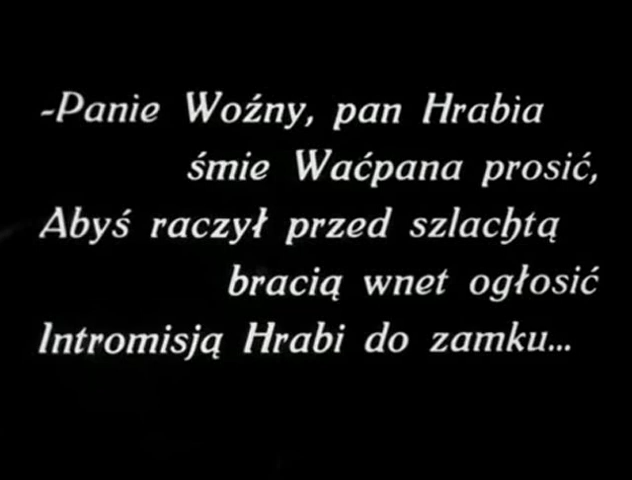 -Panie Woźny, pan Hrabia
śmie Waćpana prosić,
Abyś raczył przed szlachtą
bracią wnet ogłosić
Intromisją Hrabi do zamku...